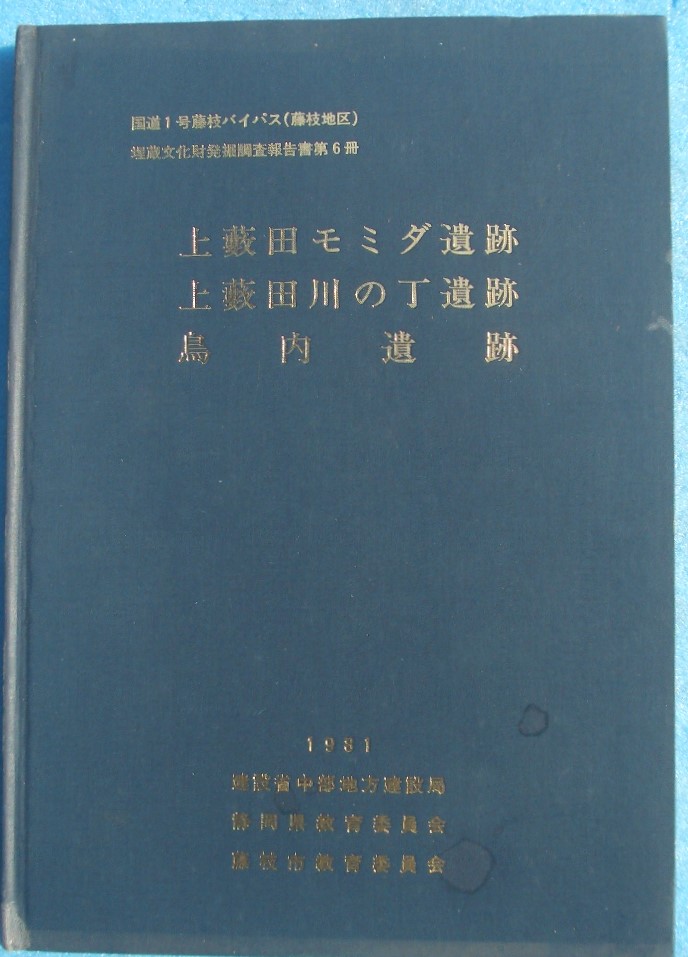 国道1号藤枝バイパス(藤枝地区)
埋蔵文化財発掘調査報告書第6冊
上藪田モミダ遺跡
上藪田川の丁遺跡
鳥内遺跡
1981
建設省中部地方建設局
静岡県教育委員会
藤枝市教育委員会